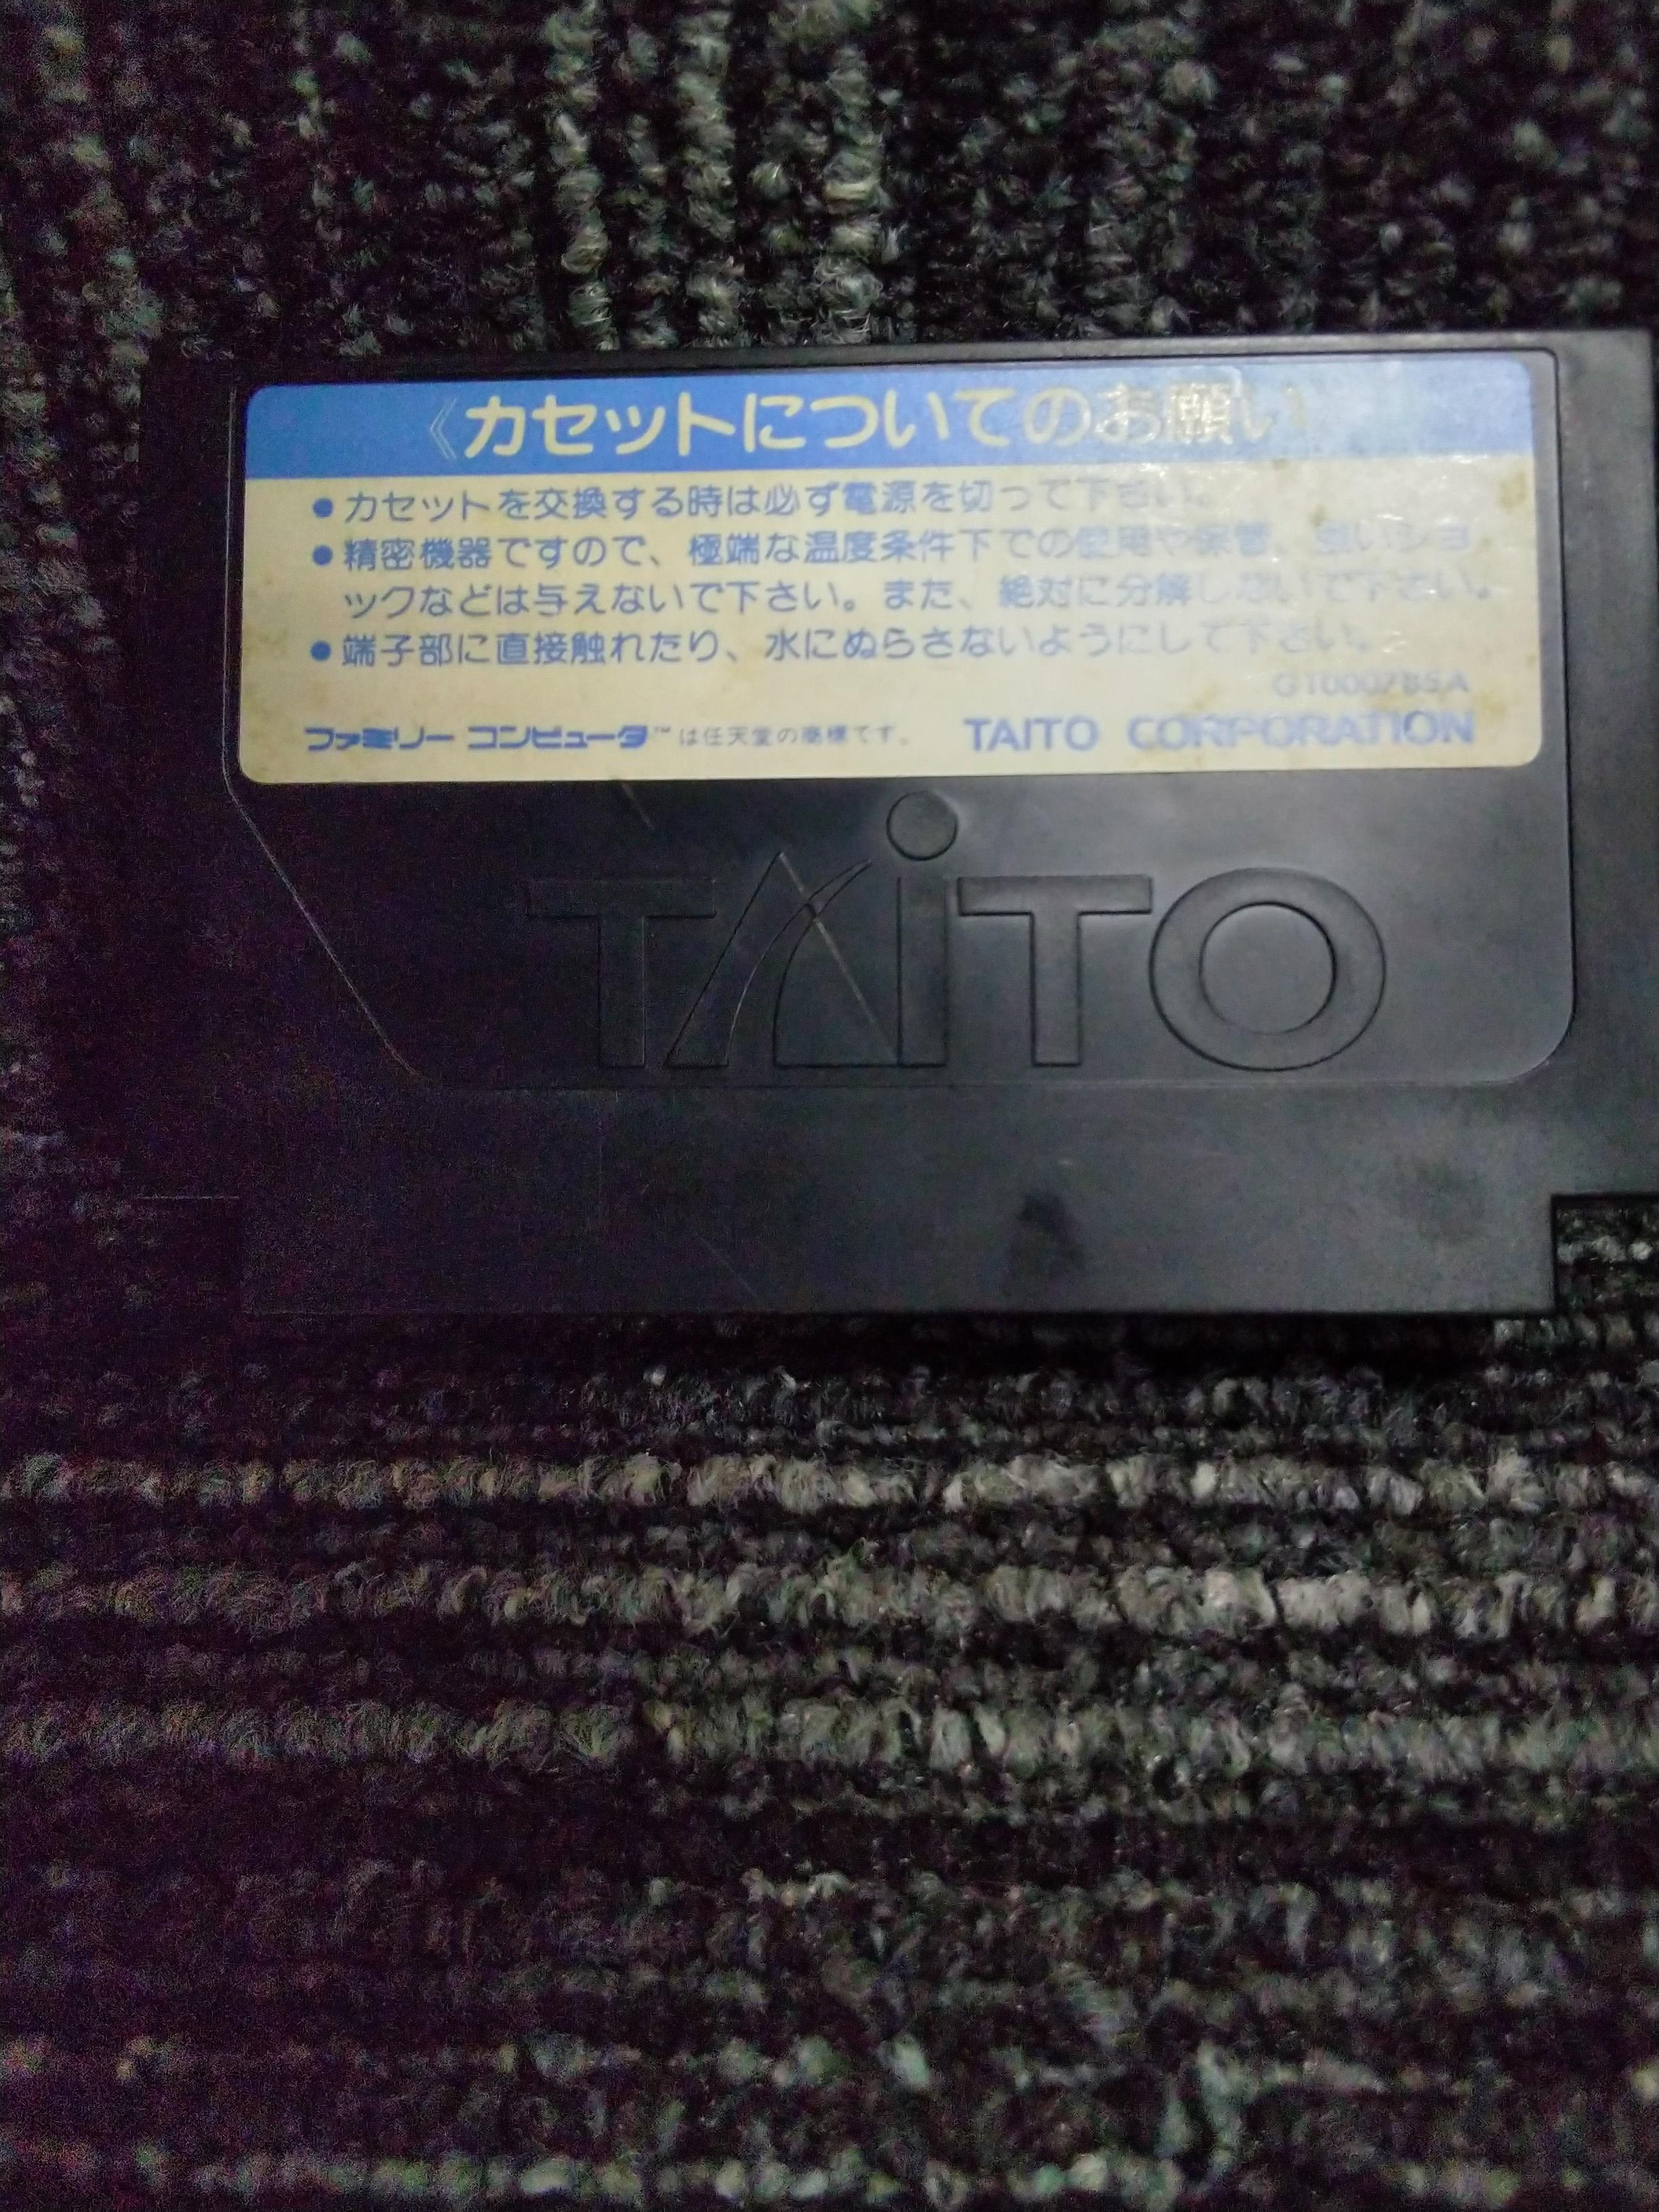 《カセットについてのお願い
●カセットを交換する時は必ず電源を切って下さい。
●精密機器ですので、極端な温度条件下での使用や保管、強いショ
ックなどは与えないで下さい。また、絶対に分解しないで下さい。
●端子部に直接触れたり、水にぬらさないようにして下さい。
ファミリー コンピュータ™は任天堂の商標です。 TAITO CORPORATION
TAiTO